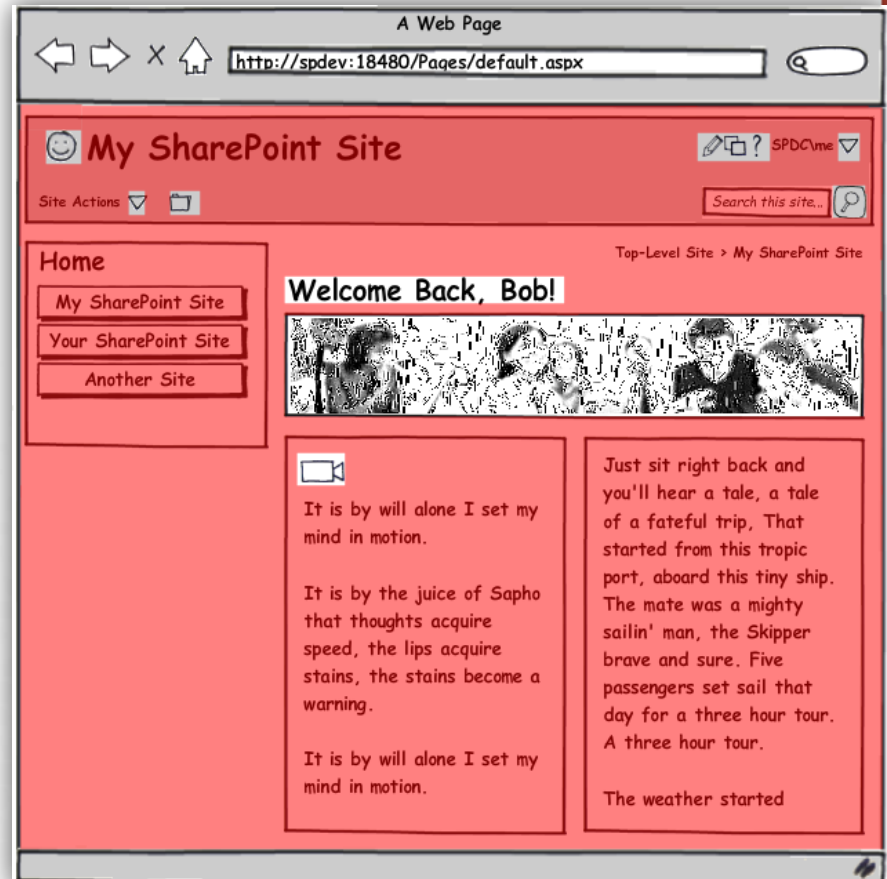 A Web Page
http://spdev:18480/Pages/default.aspx
My SharePoint Site
SPDC\me
Site Actions
Search this site...
Top-Level Site > My SharePoint Site
Home
My SharePoint Site
Your SharePoint Site
Another Site
Welcome Back, Bob!
It is by will alone I set my
mind in motion.
It is by the juice of Sapho
that thoughts acquire
speed, the lips acquire
stains, the stains become a
warning.
It is by will alone I set my
mind in motion.
Just sit right back and
you'll hear a tale, a tale
of a fateful trip, That
started from this tropic
port, aboard this tiny ship.
The mate was a mighty
sailin' man, the Skipper
brave and sure. Five
passengers set sail that
day for a three hour tour.
A three hour tour.
The weather started